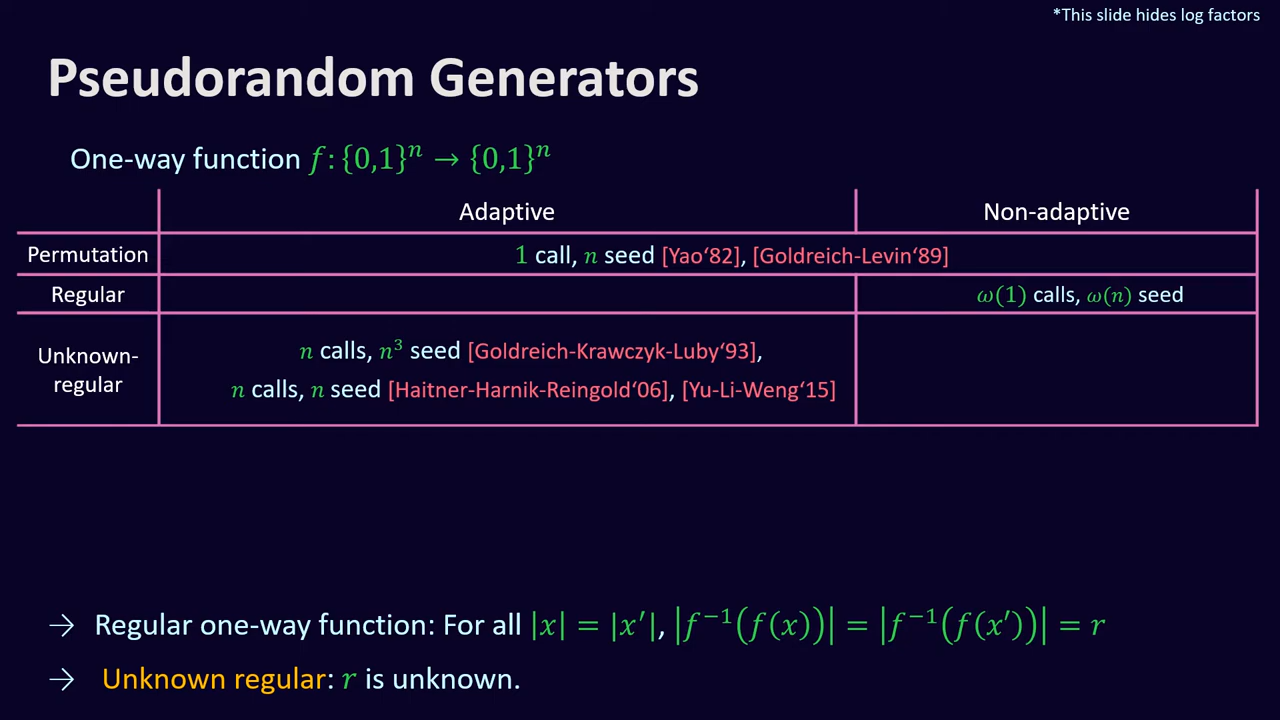 *This slide hides log factors
Pseudorandom Generators
One-way function f: {0,1}ⁿ → {0,1}ⁿ
Adaptive Non-adaptive
Permutation 1 call, n seed [Yao‘82], [Goldreich-Levin‘89]
Regular ω(1) calls, ω(n) seed
Unknown-
regular
n calls, n³ seed [Goldreich-Krawczyk-Luby‘93],
n calls, n seed [Haitner-Harnik-Reingold‘06], [Yu-Li-Weng‘15]
→ Regular one-way function: For all |x| = |x′|, |f⁻¹(f(x))| = |f⁻¹(f(x′))| = r
→ Unknown regular: r is unknown.